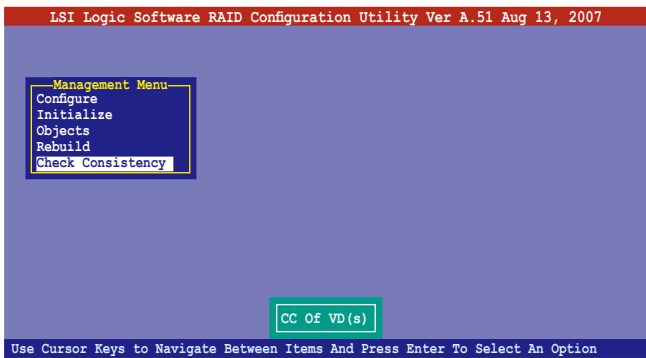 LSI Logic Software RAID Configuration Utility Ver A.51 Aug 13, 2007
Management Menu
Configure
Initialize
Objects
Rebuild
Check Consistency
CC Of VD(s)
Use Cursor Keys to Navigate Between Items And Press Enter To Select An Option